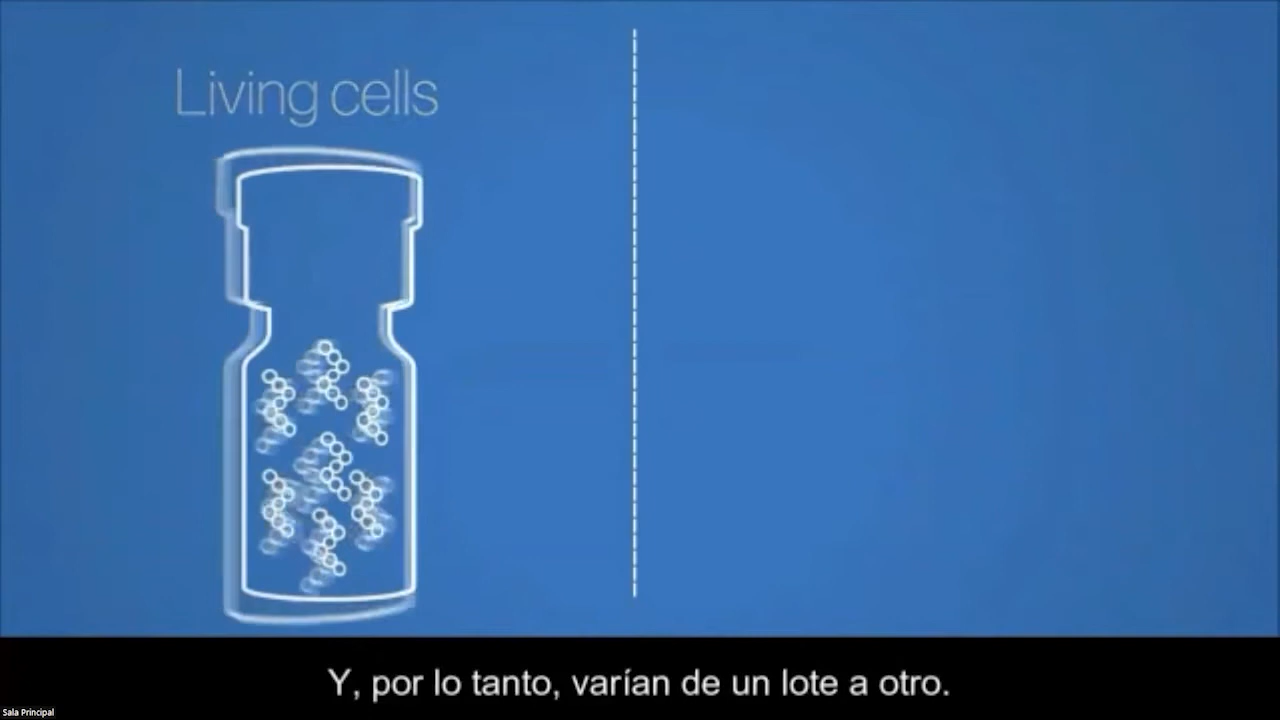 Living cells
Y, por lo tanto, varían de un lote a otro.
Sala Principal